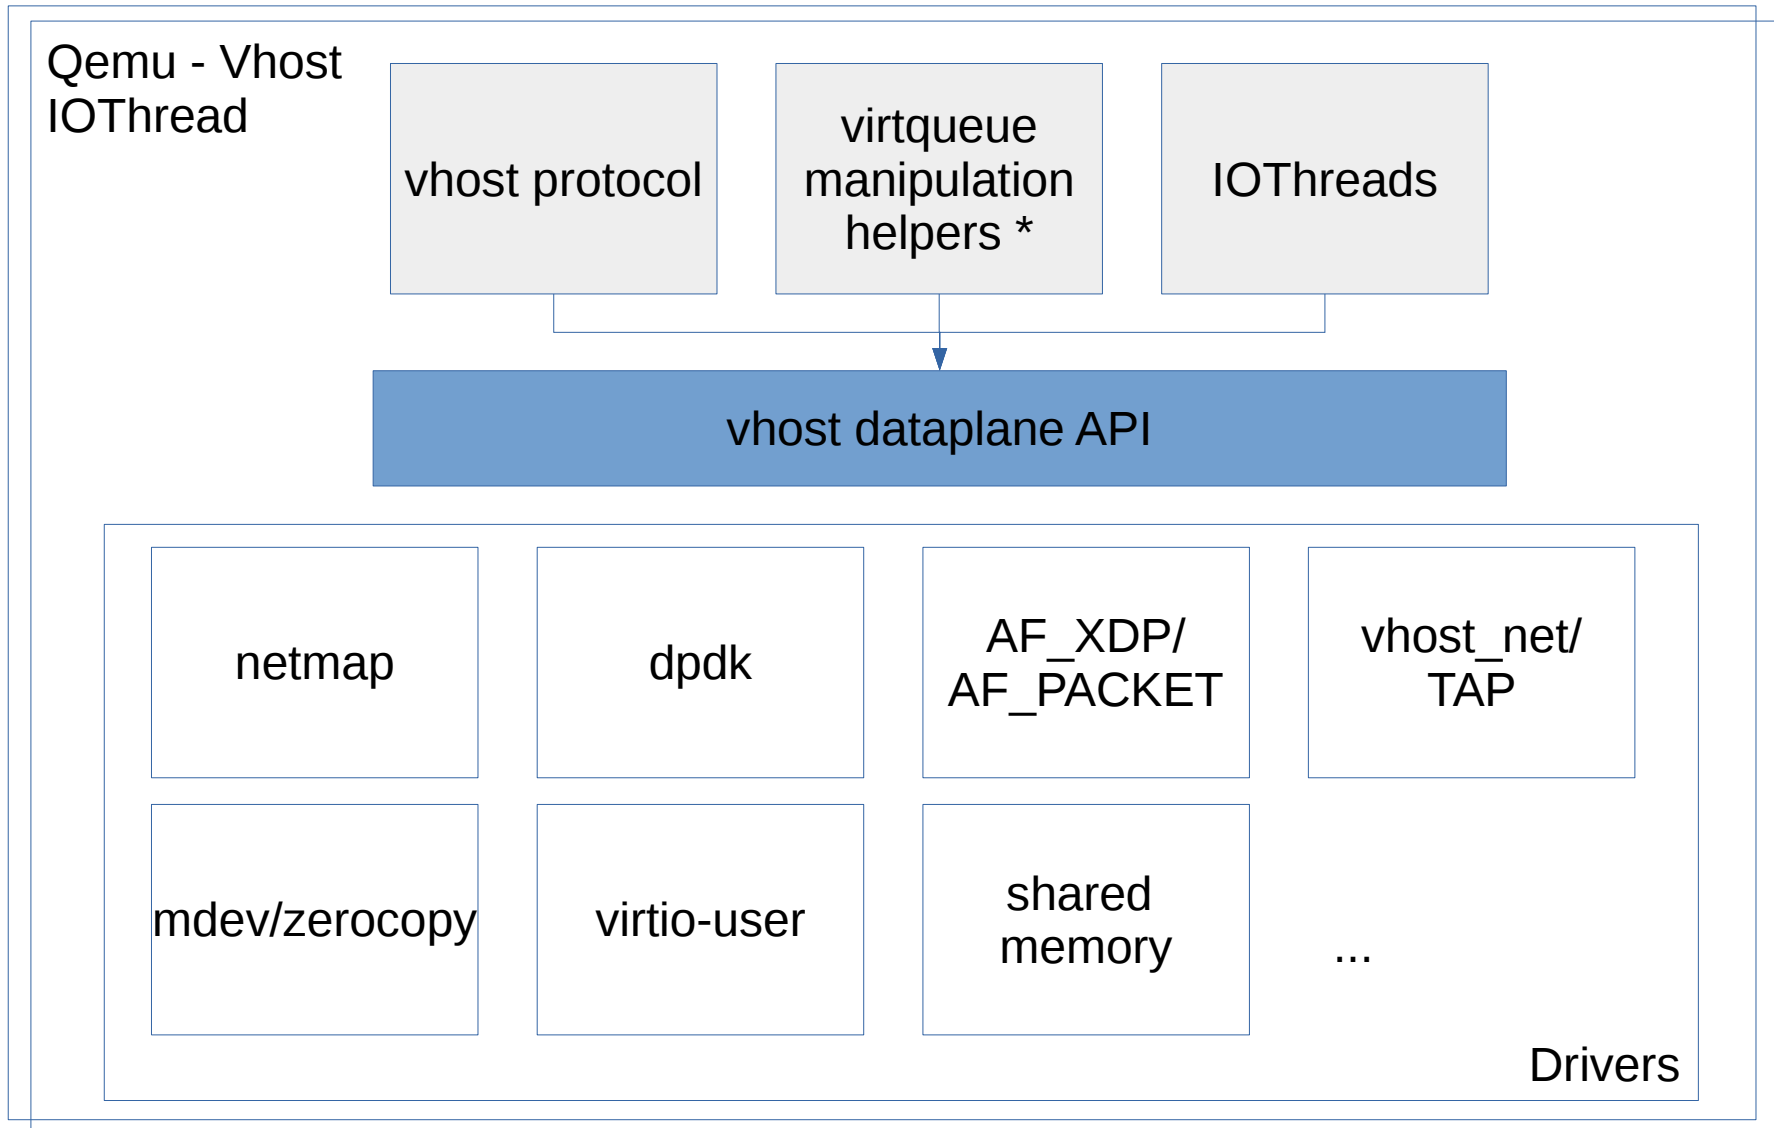 Qemu - Vhost
IOThread
vhost protocol
virtqueue
manipulation
helpers *
IOThreads
vhost dataplane API
netmap
dpdk
AF_XDP/
AF_PACKET
vhost_net/
TAP
mdev/zerocopy
virtio-user
shared
memory
...
Drivers